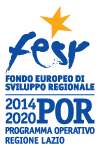 fesr
FONDO EUROPEO DI
SVILUPPO REGIONALE
2014
2020 POR
PROGRAMMA OPERATIVO
REGIONE LAZIO